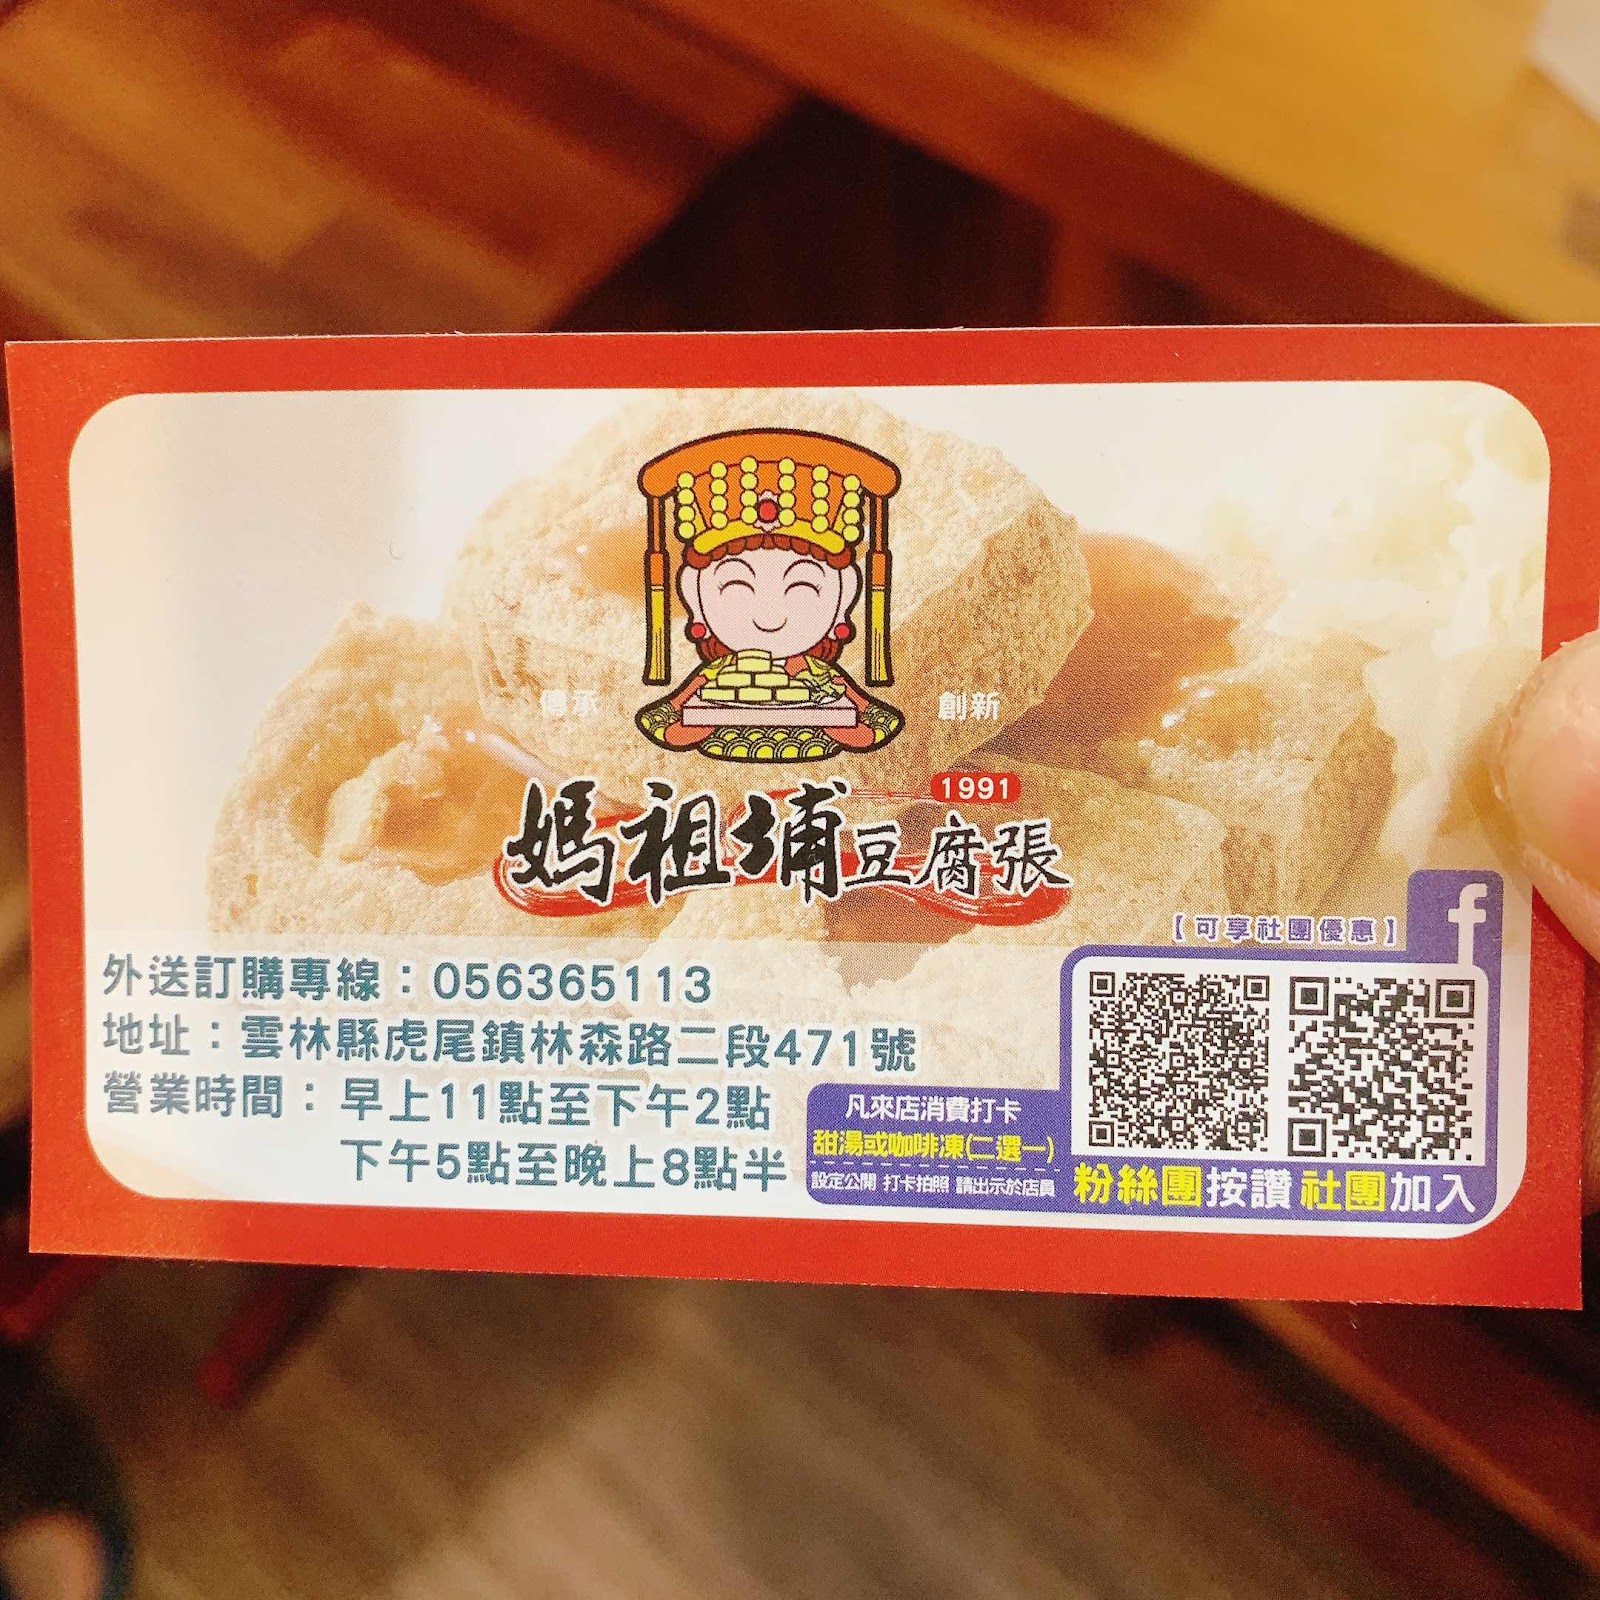 傳承
創新
1991
媽祖埔豆腐張
【可享社團優惠】
f
外送訂購專線：056365113
地址：雲林縣虎尾鎮林森路二段471號
營業時間：早上11點至下午2點
下午5點至晚上8點半
凡來店消費打卡
甜湯或咖啡凍(二選一)
設定公開 打卡拍照 請出示於店員
粉絲團按讚 社團加入